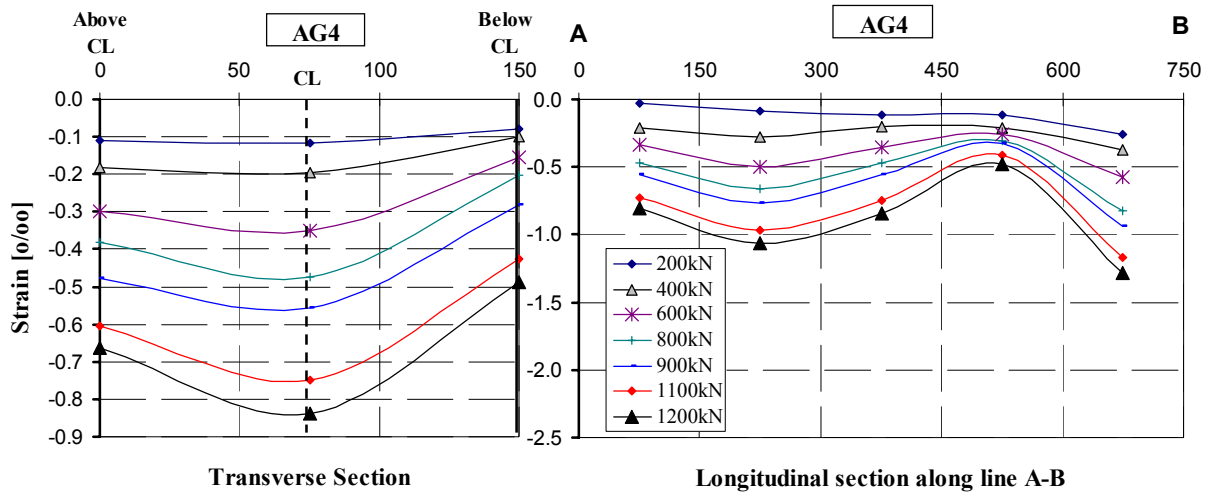 Above
CL
AG4
CL
Below
CL
0 50 100 150
0.0
-0.1
-0.2
-0.3
-0.4
-0.5
-0.6
-0.7
-0.8
-0.9
Strain [o/oo]
Transverse Section
A
AG4
B
0 150 300 450 600 750
0.0
-0.5
-1.0
-1.5
-2.0
-2.5
200kN
400kN
600kN
800kN
900kN
1100kN
1200kN
Longitudinal section along line A-B